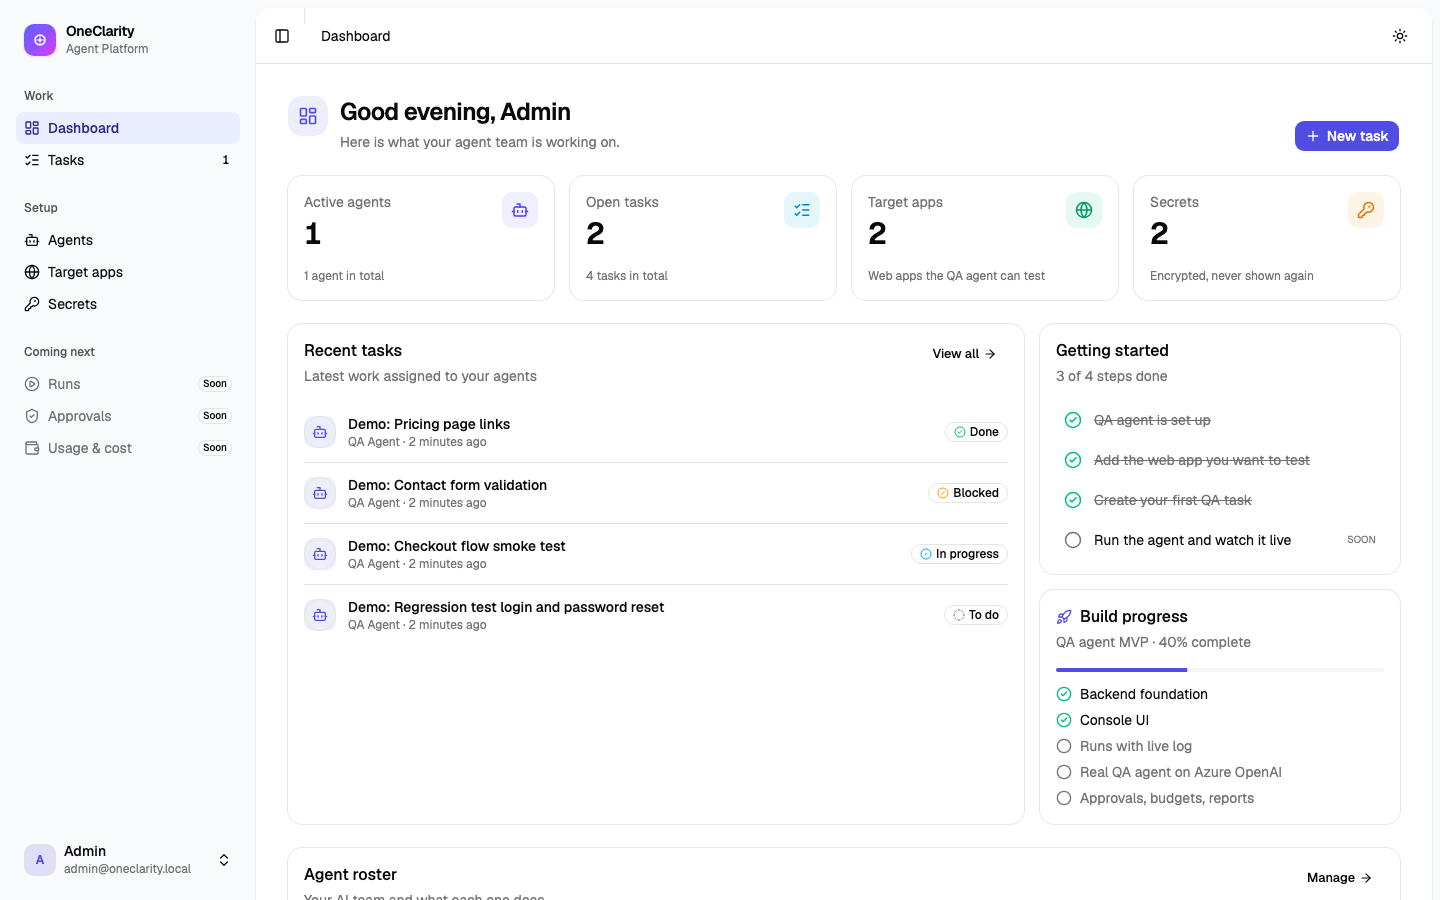 OneClarity
Agent Platform
Work
Dashboard
Tasks 1
Setup
Agents
Target apps
Secrets
Coming next
Runs Soon
Approvals Soon
Usage & cost Soon
A
Admin
admin@oneclarity.local
Dashboard
Good evening, Admin
Here is what your agent team is working on.
New task
Active agents
1
1 agent in total
Open tasks
2
4 tasks in total
Target apps
2
Web apps the QA agent can test
Secrets
2
Encrypted, never shown again
Recent tasks
View all
Latest work assigned to your agents
Demo: Pricing page links
QA Agent · 2 minutes ago
Done
Demo: Contact form validation
QA Agent · 2 minutes ago
Blocked
Demo: Checkout flow smoke test
QA Agent · 2 minutes ago
In progress
Demo: Regression test login and password reset
QA Agent · 2 minutes ago
To do
Getting started
3 of 4 steps done
QA agent is set up
Add the web app you want to test
Create your first QA task
Run the agent and watch it live SOON
Build progress
QA agent MVP · 40% complete
Backend foundation
Console UI
Runs with live log
Real QA agent on Azure OpenAI
Approvals, budgets, reports
Agent roster
Manage
Your AI team and what each one does